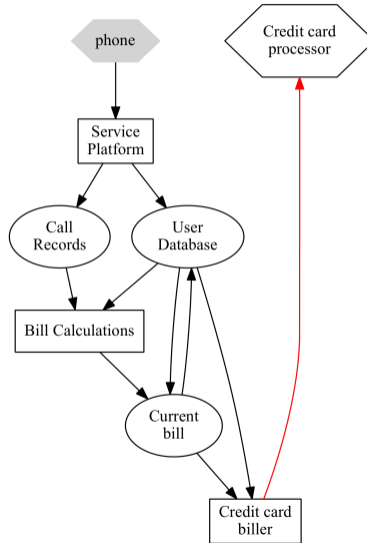 phone
Credit card
processor
Service
Platform
Call
Records
User
Database
Bill Calculations
Current
bill
Credit card
biller